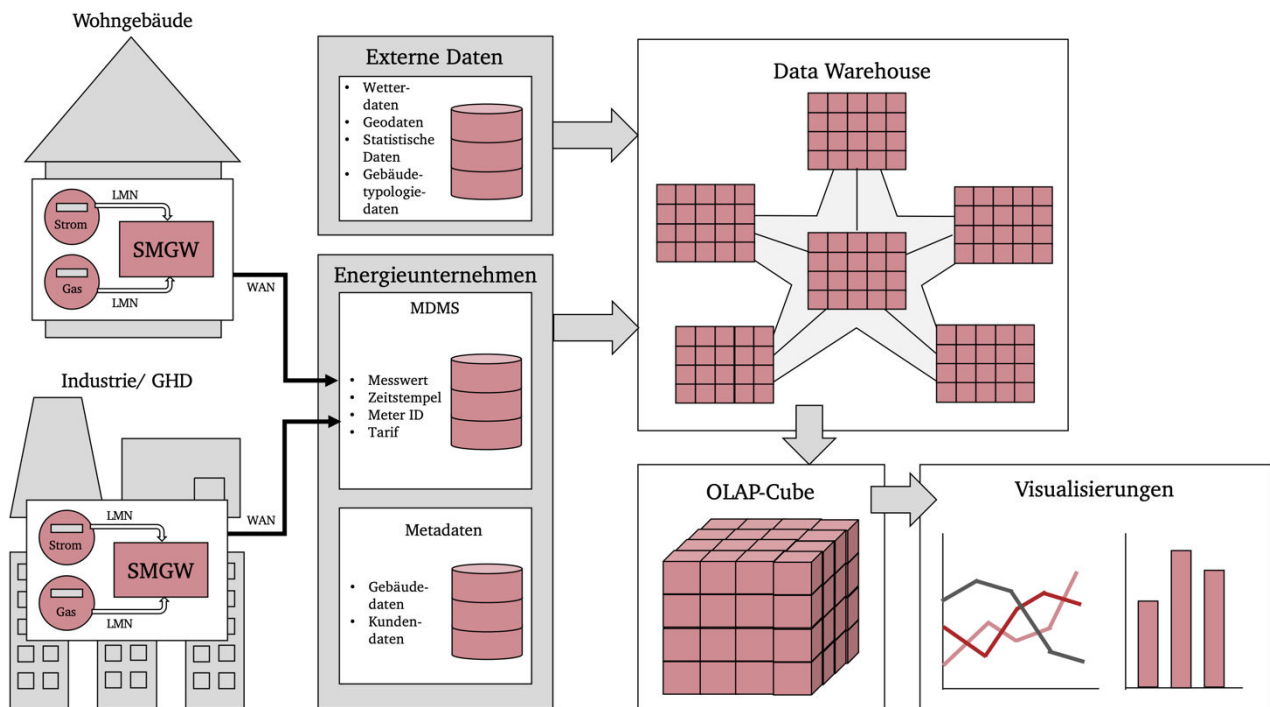 Wohngebäude
LMN
Strom
SMGW
Gas
LMN
WAN
Industrie/ GHD
LMN
Strom
SMGW
Gas
LMN
WAN
Externe Daten
• Wetter-
daten
• Geodaten
• Statistische
Daten
• Gebäude-
typologie-
daten
Energieunternehmen
MDMS
• Messwert
• Zeitstempel
• Meter ID
• Tarif
Metadaten
• Gebäude-
daten
• Kunden-
daten
Data Warehouse
OLAP-Cube
Visualisierungen